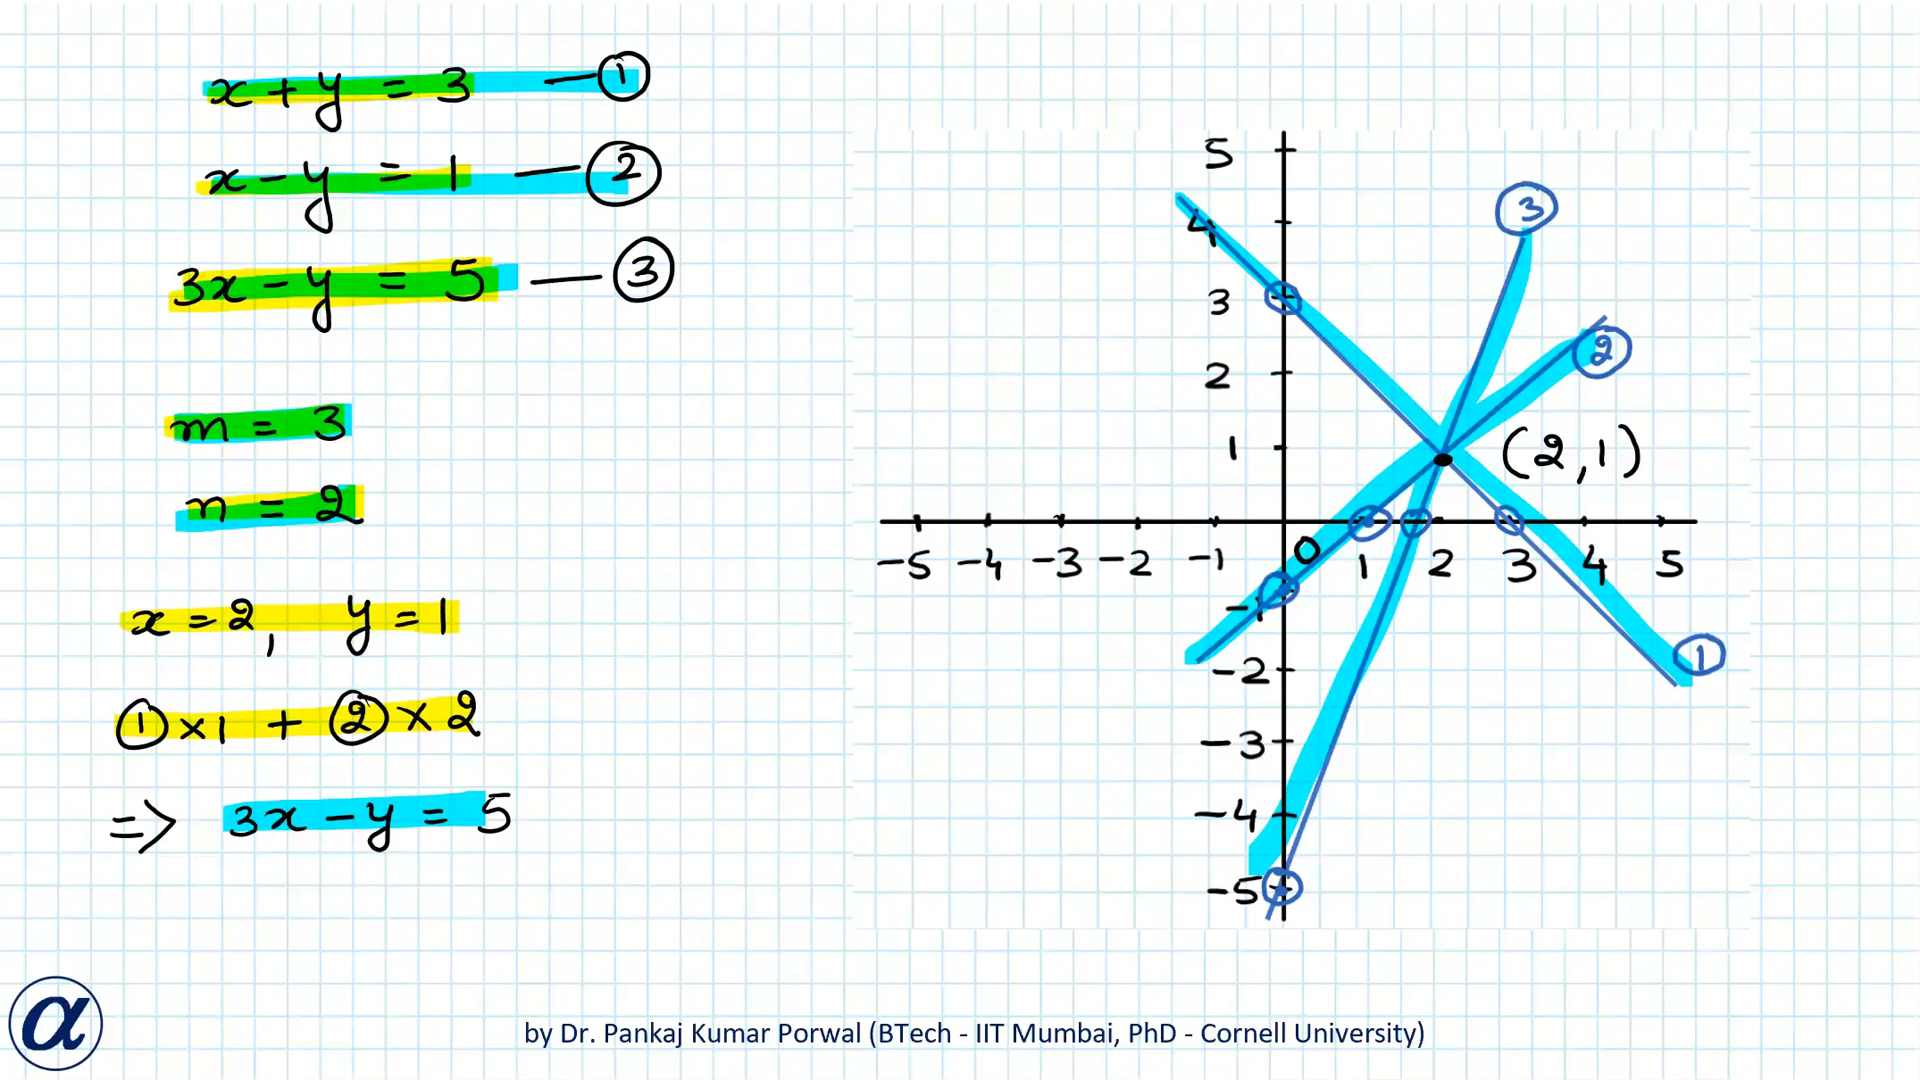 x + y = 3 — ①
x - y = 1 — ②
3x - y = 5 — ③
m = 3
n = 2
x = 2, y = 1
① × 1 + ② × 2
=> 3x - y = 5
5
③
4
3
2
②
1
(2, 1)
0
-5 -4 -3 -2 -1 1 2 3 4 5
-1
①
-2
-3
-4
-5
α
by Dr. Pankaj Kumar Porwal (BTech - IIT Mumbai, PhD - Cornell University)